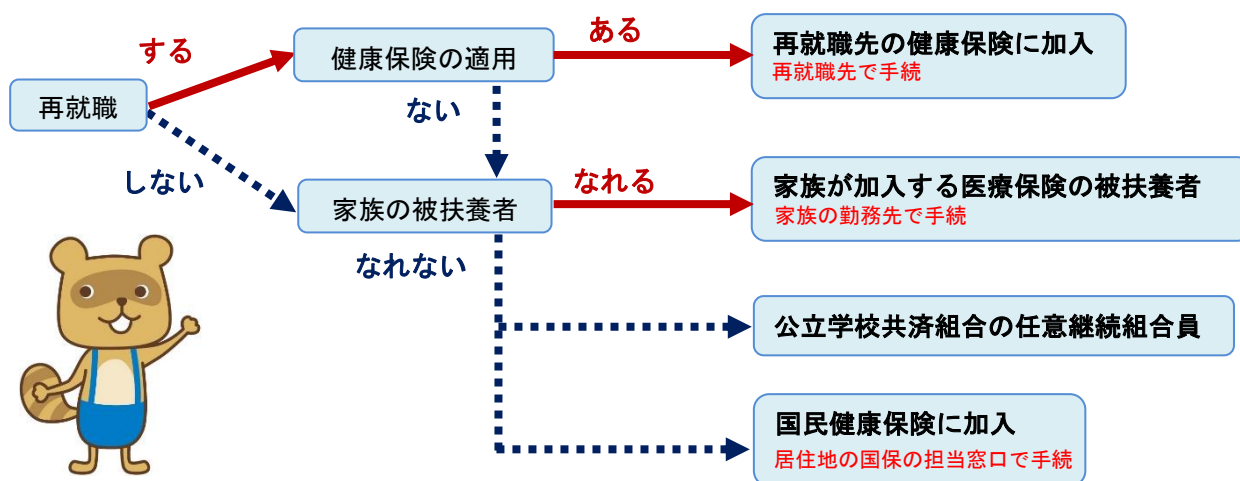 再就職
する
しない
健康保険の適用
ある
ない
再就職先の健康保険に加入
再就職先で手続
家族の被扶養者
なれる
なれない
家族が加入する医療保険の被扶養者
家族の勤務先で手続
公立学校共済組合の任意継続組合員
国民健康保険に加入
居住地の国保の担当窓口で手続